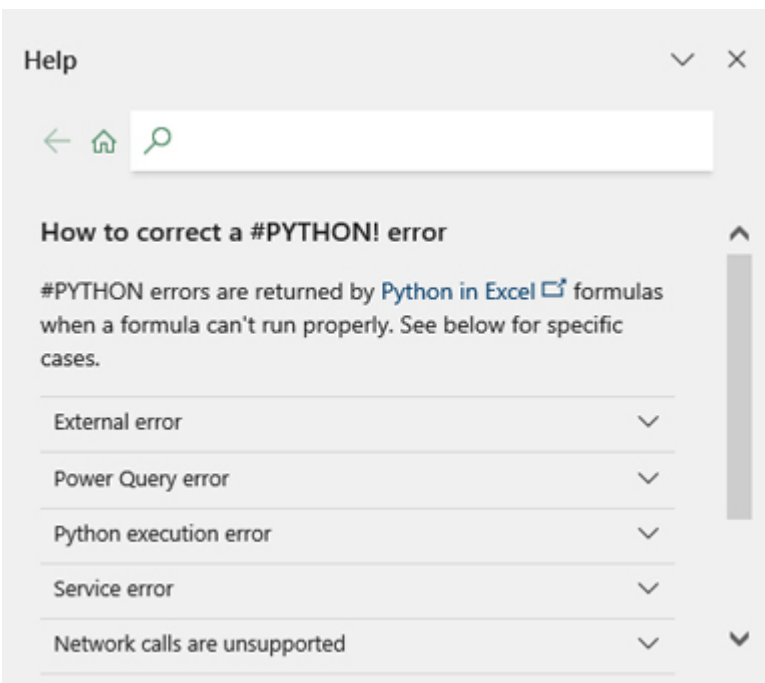 Help
How to correct a #PYTHON! error
#PYTHON errors are returned by Python in Excel formulas
when a formula can't run properly. See below for specific
cases.
External error
Power Query error
Python execution error
Service error
Network calls are unsupported